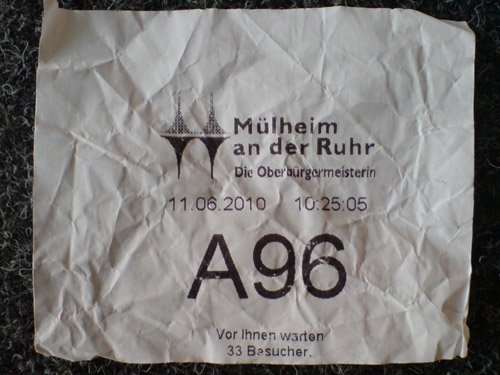 Mülheim
an der Ruhr
Die Oberbürgermeisterin
11.06.2010 10:25:05
A96
Vor Ihnen warten
33 Besucher.